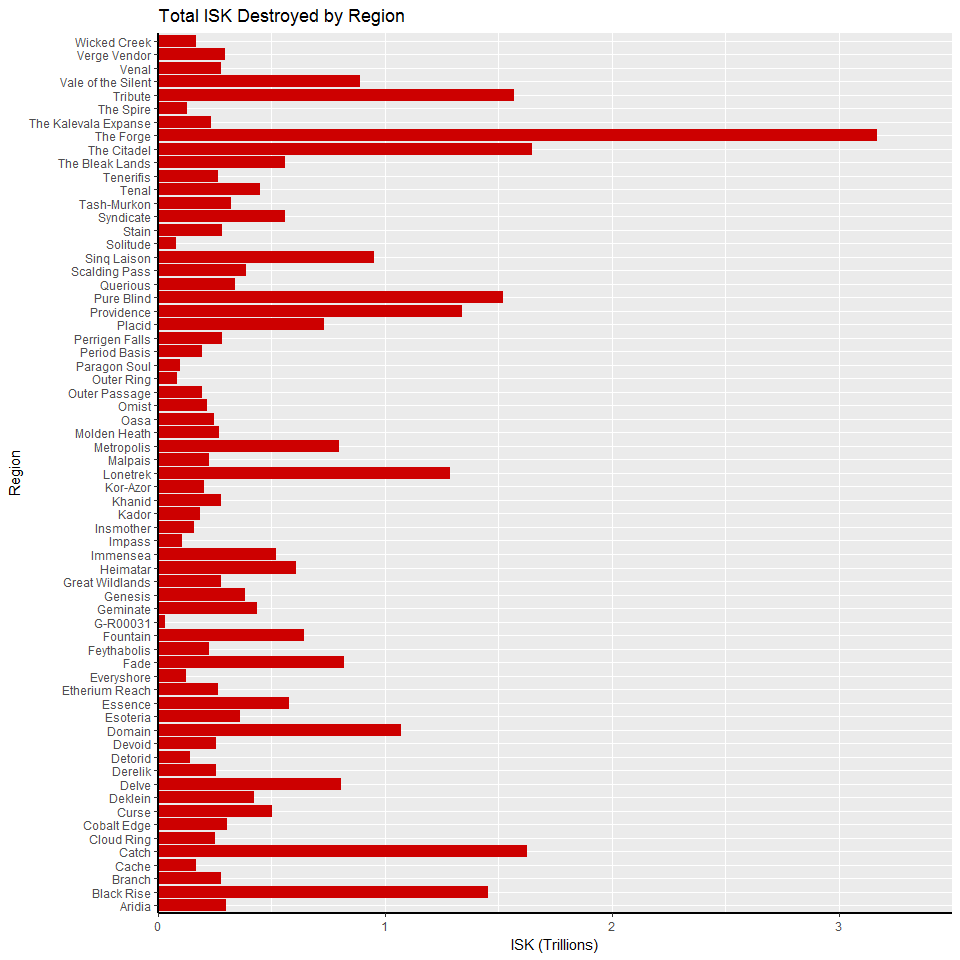 Total ISK Destroyed by Region
Wicked Creek
Verge Vendor
Venal
Vale of the Silent
Tribute
The Spire
The Kalevala Expanse
The Forge
The Citadel
The Bleak Lands
Tenerifis
Tenal
Tash-Murkon
Syndicate
Stain
Solitude
Sinq Laison
Scalding Pass
Querious
Pure Blind
Providence
Placid
Perrigen Falls
Period Basis
Paragon Soul
Outer Ring
Outer Passage
Omist
Oasa
Molden Heath
Metropolis
Malpais
Lonetrek
Kor-Azor
Khanid
Kador
Insmother
Impass
Immensea
Heimatar
Great Wildlands
Genesis
Geminate
G-R00031
Fountain
Feythabolis
Fade
Everyshore
Etherium Reach
Essence
Esoteria
Domain
Devoid
Detorid
Derelik
Delve
Deklein
Curse
Cobalt Edge
Cloud Ring
Catch
Cache
Branch
Black Rise
Aridia
Region
0 1 2 3
ISK (Trillions)